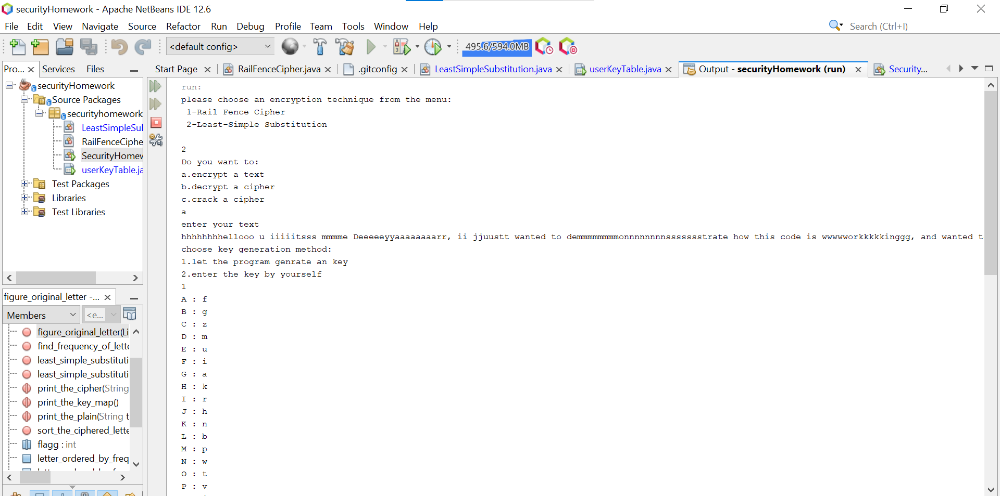 securityHomework - Apache NetBeans IDE 12.6
File Edit View Navigate Source Refactor Run Debug Profile Team Tools Window Help
Search (Ctrl+I)
<default config>
495.6/594.0MB
Pro... Services Files
Start Page RailFenceCipher.java .gitconfig LeastSimpleSubstitution.java userKeyTable.java Output - securityHomework (run) Security...
securityHomework
Source Packages
securityhomework
LeastSimpleSul
RailFenceCiphe
SecurityHomew
userKeyTable.ja
Test Packages
Libraries
Test Libraries
figure_original_letter -...
Members <e...
figure_original_letter(Li
find_frequency_of_lette
least_simple_substituti
least_simple_substituti
print_the_cipher(String
print_the_key_map()
print_the_plain(String t
sort_the_ciphered_lette
flagg : int
letter_ordered_by_freq
run:
please choose an encryption technique from the menu:
1-Rail Fence Cipher
2-Least-Simple Substitution
2
Do you want to:
a.encrypt a text
b.decrypt a cipher
c.crack a cipher
a
enter your text
hhhhhhhhellooo u iiiiitsss mmmme Deeeeeyyaaaaaaaarr, ii jjuustt wanted to demmmmmmmmonnnnnnnnsssssssstrate how this code is wwwwworkkkkkinggg, and wanted t
choose key generation method:
1.let the program genrate an key
2.enter the key by yourself
1
A : f
B : g
C : z
D : m
E : u
F : i
G : a
H : k
I : r
J : h
K : n
L : b
M : p
N : w
O : t
P : v